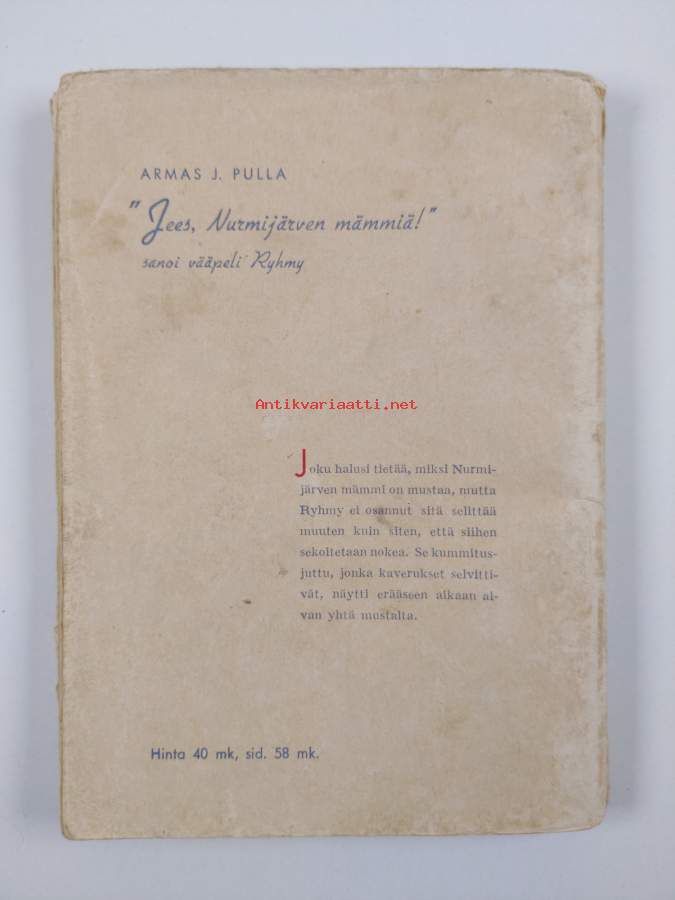 ARMAS J. PULLA
"Jees, Nurmijärven mämmiä!"
sanoi vääpeli Ryhmy
Antikvariaatti.net
Joku halusi tietää, miksi Nurmi-
järven mämmi on mustaa, mutta
Ryhmy ei osannut sitä selittää
muuten kuin siten, että siihen
sekoitetaan nokea. Se kummitus-
juttu, jonka kaverukset selvitti-
vät, näytti erääseen aikaan ai-
van yhtä mustalta.
Hinta 40 mk, sid. 58 mk.